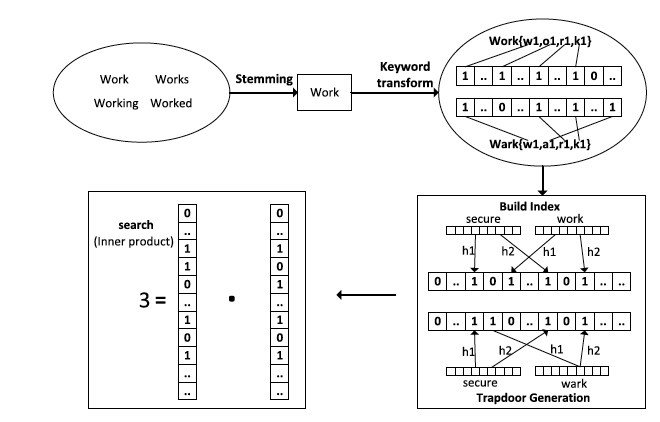 Work Works
Working Worked
Stemming
Work
Keyword
transform
Work{w1,o1,r1,k1}
1 .. 1 .. 1 .. 1 0 ..
1 .. 0 .. 1 .. 1 .. 1
Wark{w1,a1,r1,k1}
Build Index
secure work
h1 h2 h1 h2
0 .. 1 0 1 .. 1 0 1 .. ..
0 .. 1 1 0 .. 1 0 1 .. ..
h1 h2 h1 h2
secure wark
Trapdoor Generation
search
(Inner product)
3 = .
0 0
.. ..
1 1
1 0
0 1
.. ..
1 1
0 0
1 1
.. ..
.. ..